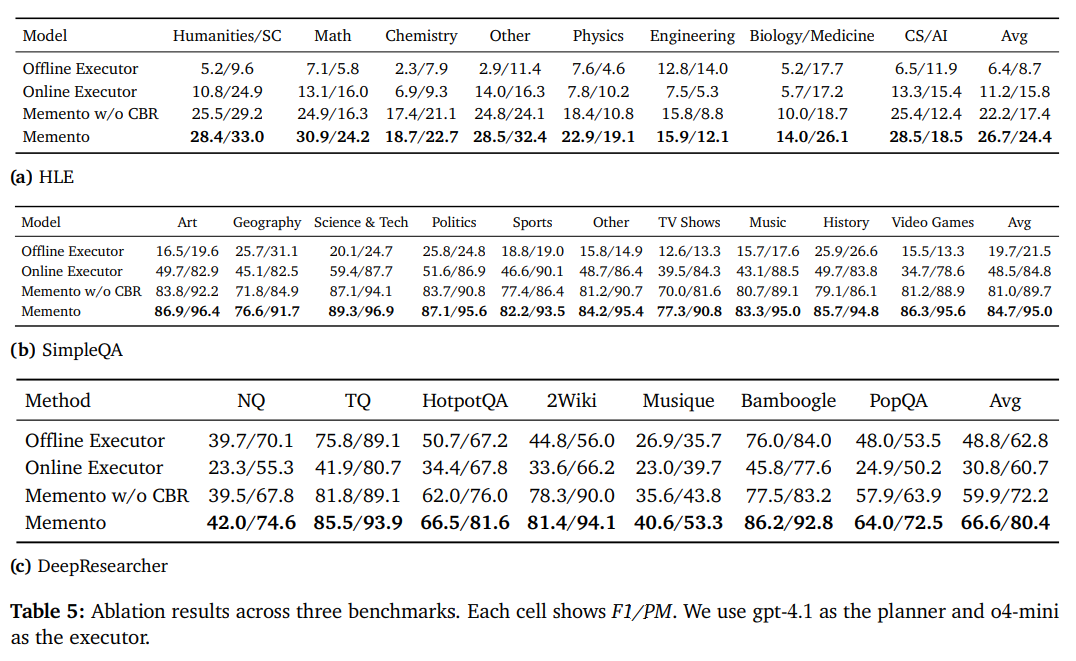 Model Humanities/SC Math Chemistry Other Physics Engineering Biology/Medicine CS/AI Avg
Offline Executor 5.2/9.6 7.1/5.8 2.3/7.9 2.9/11.4 7.6/4.6 12.8/14.0 5.2/17.7 6.5/11.9 6.4/8.7
Online Executor 10.8/24.9 13.1/16.0 6.9/9.3 14.0/16.3 7.8/10.2 7.5/5.3 5.7/17.2 13.3/15.4 11.2/15.8
Memento w/o CBR 25.5/29.2 24.9/16.3 17.4/21.1 24.8/24.1 18.4/10.8 15.8/8.8 10.0/18.7 25.4/12.4 22.2/17.4
Memento 28.4/33.0 30.9/24.2 18.7/22.7 28.5/32.4 22.9/19.1 15.9/12.1 14.0/26.1 28.5/18.5 26.7/24.4
(a) HLE
Model Art Geography Science & Tech Politics Sports Other TV Shows Music History Video Games Avg
Offline Executor 16.5/19.6 25.7/31.1 20.1/24.7 25.8/24.8 18.8/19.0 15.8/14.9 12.6/13.3 15.7/17.6 25.9/26.6 15.5/13.3 19.7/21.5
Online Executor 49.7/82.9 45.1/82.5 59.4/87.7 51.6/86.9 46.6/90.1 48.7/86.4 39.5/84.3 43.1/88.5 49.7/83.8 34.7/78.6 48.5/84.8
Memento w/o CBR 83.8/92.2 71.8/84.9 87.1/94.1 83.7/90.8 77.4/86.4 81.2/90.7 70.0/81.6 80.7/89.1 79.1/86.1 81.2/88.9 81.0/89.7
Memento 86.9/96.4 76.6/91.7 89.3/96.9 87.1/95.6 82.2/93.5 84.2/95.4 77.3/90.8 83.3/95.0 85.7/94.8 86.3/95.6 84.7/95.0
(b) SimpleQA
Method NQ TQ HotpotQA 2Wiki Musique Bamboogle PopQA Avg
Offline Executor 39.7/70.1 75.8/89.1 50.7/67.2 44.8/56.0 26.9/35.7 76.0/84.0 48.0/53.5 48.8/62.8
Online Executor 23.3/55.3 41.9/80.7 34.4/67.8 33.6/66.2 23.0/39.7 45.8/77.6 24.9/50.2 30.8/60.7
Memento w/o CBR 39.5/67.8 81.8/89.1 62.0/76.0 78.3/90.0 35.6/43.8 77.5/83.2 57.9/63.9 59.9/72.2
Memento 42.0/74.6 85.5/93.9 66.5/81.6 81.4/94.1 40.6/53.3 86.2/92.8 64.0/72.5 66.6/80.4
(c) DeepResearcher
Table 5: Ablation results across three benchmarks. Each cell shows F1/PM. We use gpt-4.1 as the planner and o4-mini
as the executor.